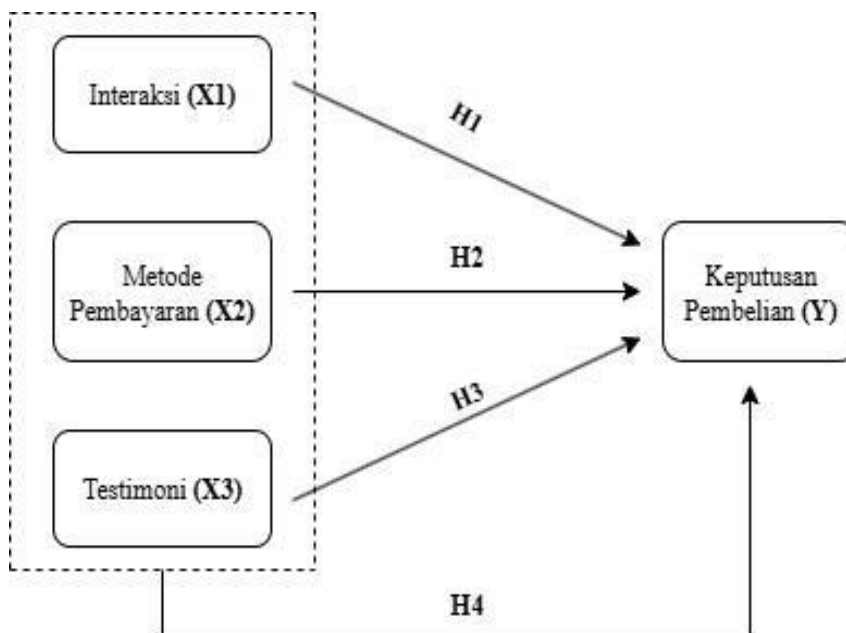 Interaksi (X1)
H1
Metode
Pembayaran (X2)
H2
Keputusan
Pembelian (Y)
H3
Testimoni (X3)
H4